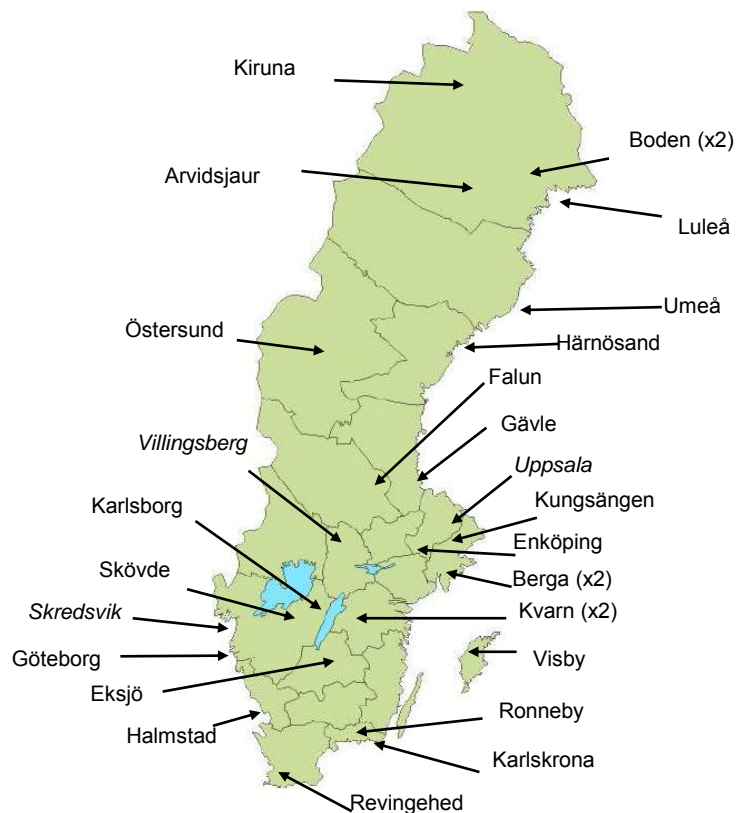 Kiruna
Boden (x2)
Arvidsjaur
Luleå
Umeå
Östersund
Härnösand
Falun
Gävle
Villingsberg
Uppsala
Kungsängen
Karlsborg
Enköping
Skövde
Berga (x2)
Skredsvik
Kvarn (x2)
Göteborg
Visby
Eksjö
Ronneby
Halmstad
Karlskrona
Revingehed